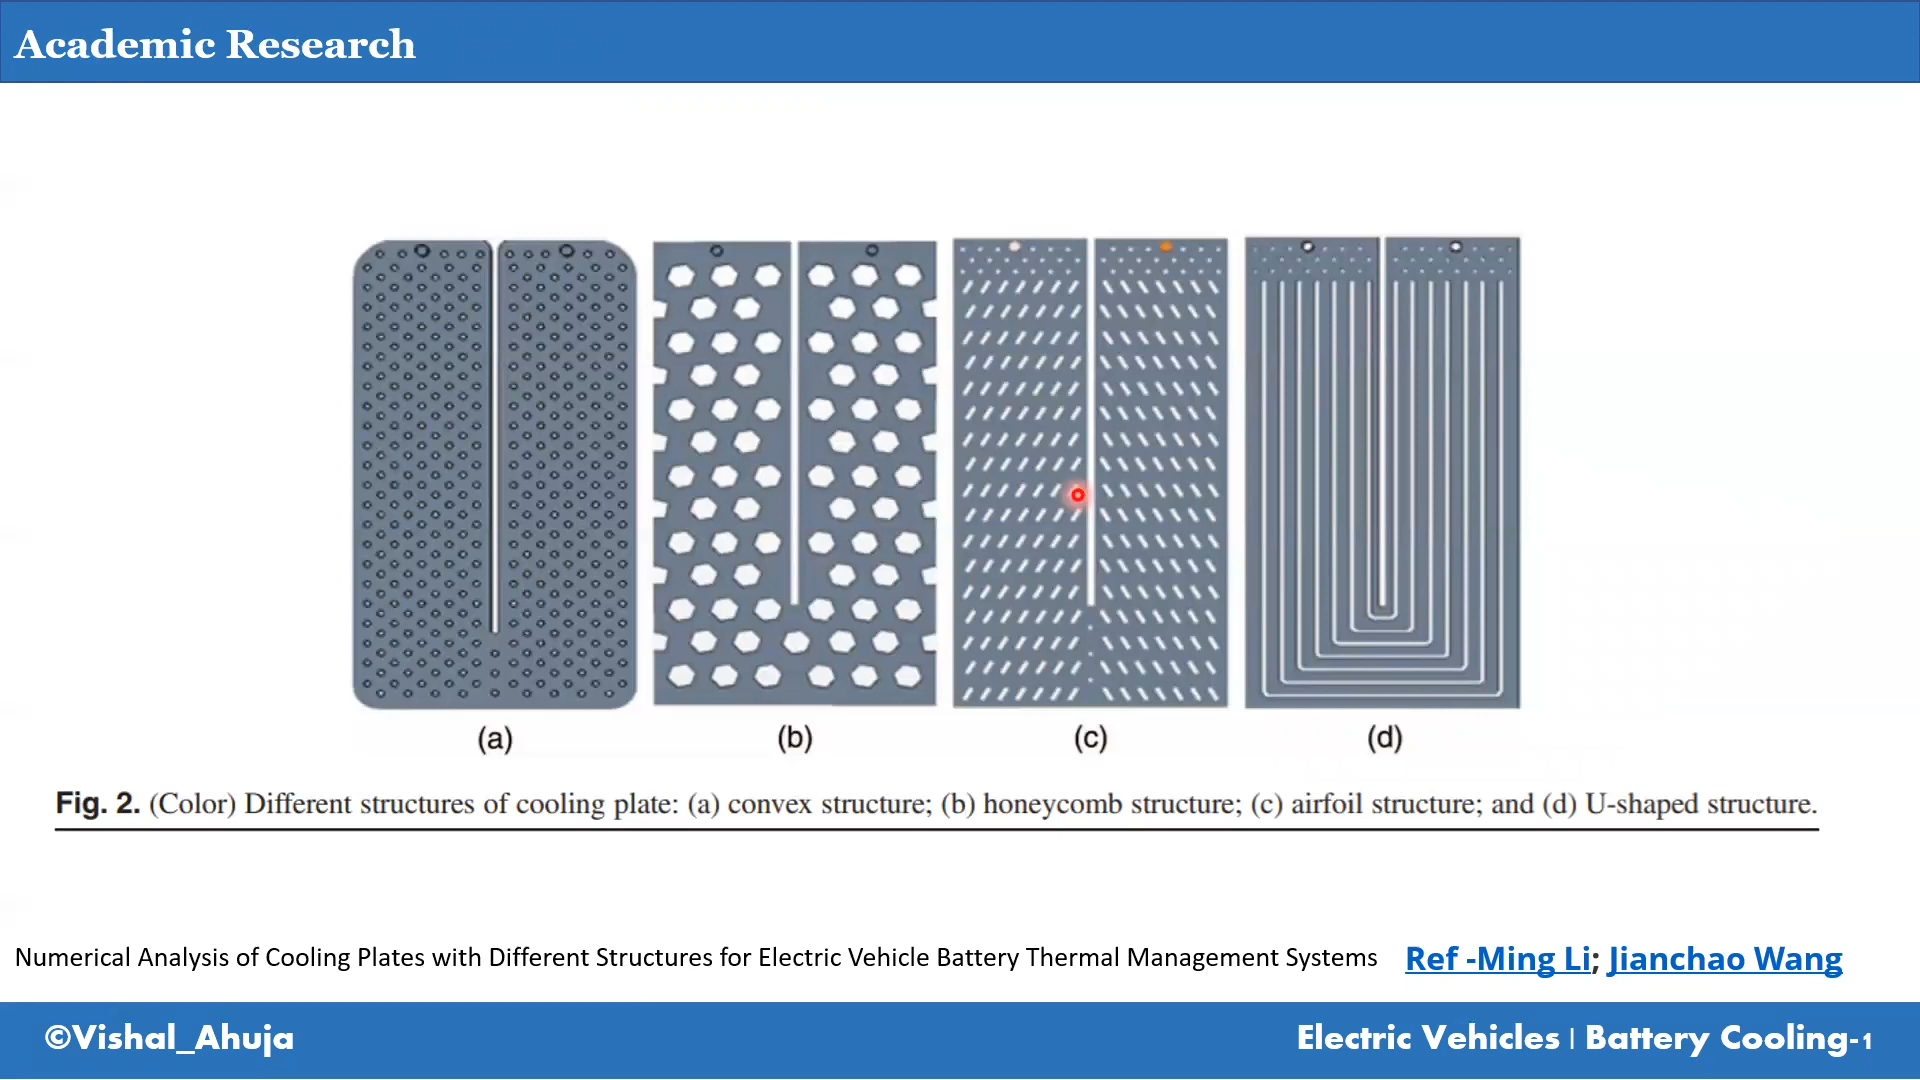 Academic Research
(a) (b) (c) (d)
Fig. 2. (Color) Different structures of cooling plate: (a) convex structure; (b) honeycomb structure; (c) airfoil structure; and (d) U-shaped structure.
Numerical Analysis of Cooling Plates with Different Structures for Electric Vehicle Battery Thermal Management Systems Ref -Ming Li; Jianchao Wang
©Vishal_Ahuja Electric Vehicles | Battery Cooling-1